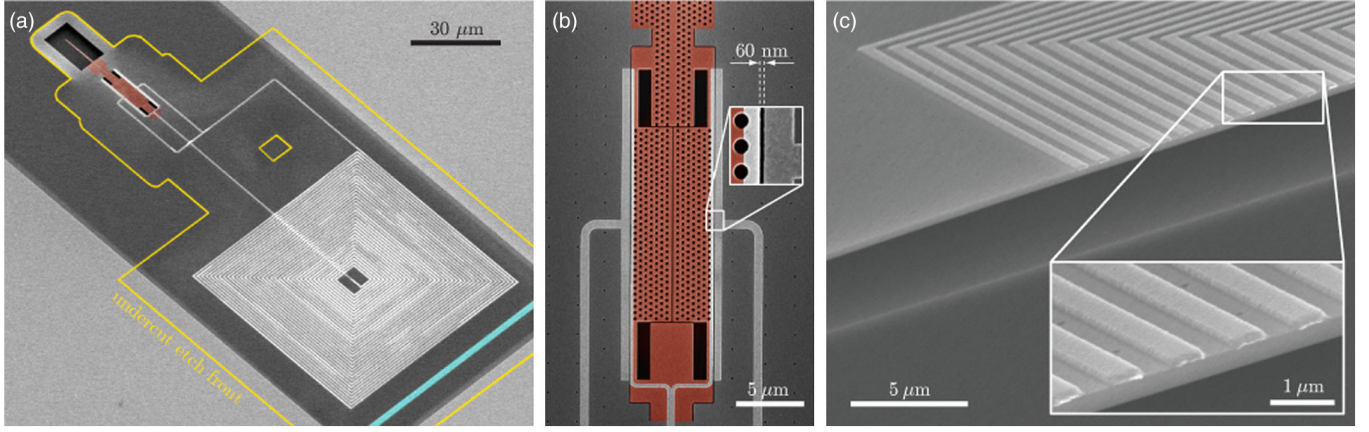 (a)
30 μm
undercut etch front
(b)
60 nm
5 μm
(c)
5 μm
1 μm